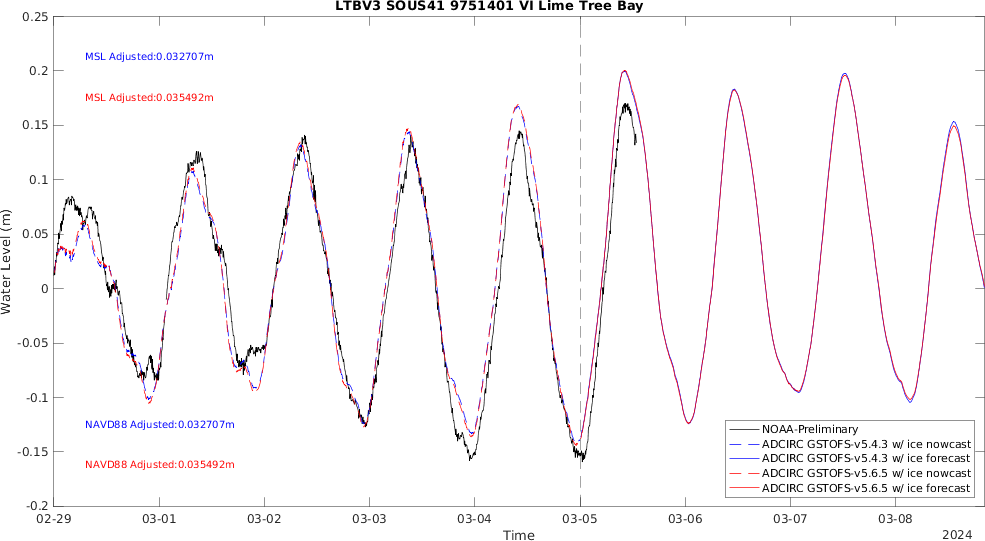 LTBV3 SOUS41 9751401 VI Lime Tree Bay
0.25
MSL Adjusted:0.032707m
0.2
MSL Adjusted:0.035492m
0.15
0.1
0.05
Water Level (m)
0
-0.05
-0.1
NAVD88 Adjusted:0.032707m
-0.15
NAVD88 Adjusted:0.035492m
-0.2
NOAA-Preliminary
ADCIRC GSTOFS-v5.4.3 w/ ice nowcast
ADCIRC GSTOFS-v5.4.3 w/ ice forecast
ADCIRC GSTOFS-v5.6.5 w/ ice nowcast
ADCIRC GSTOFS-v5.6.5 w/ ice forecast
02-29 03-01 03-02 03-03 03-04 03-05 03-06 03-07 03-08
Time
2024